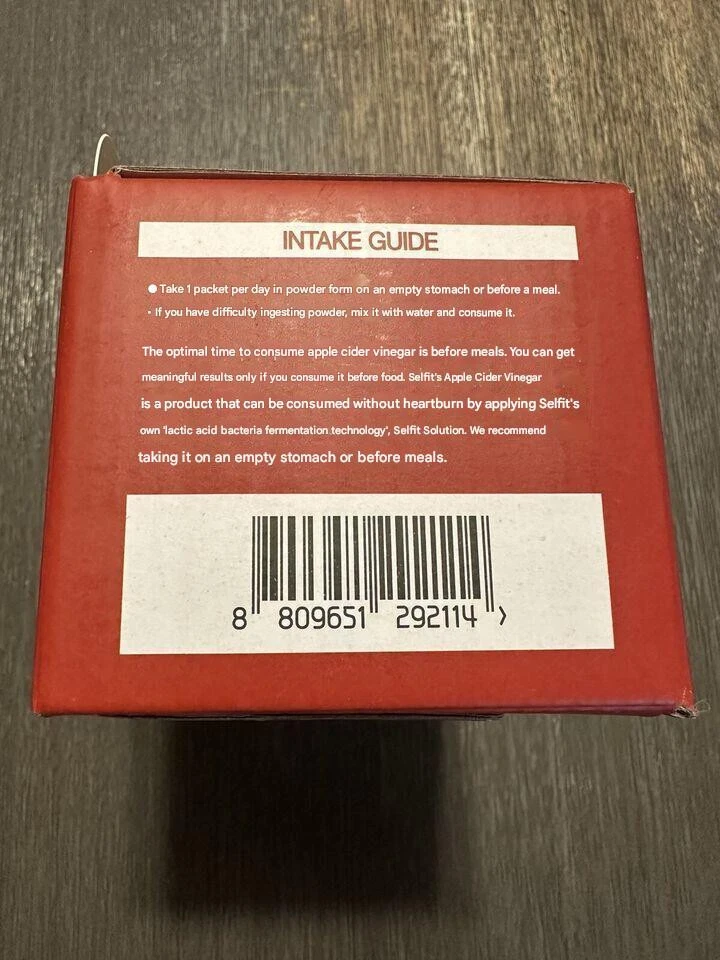 INTAKE GUIDE
● Take 1 packet per day in powder form on an empty stomach or before a meal.
· If you have difficulty ingesting powder, mix it with water and consume it.
The optimal time to consume apple cider vinegar is before meals. You can get
meaningful results only if you consume it before food. Selfit's Apple Cider Vinegar
is a product that can be consumed without heartburn by applying Selfit's
own 'lactic acid bacteria fermentation technology', Selfit Solution. We recommend
taking it on an empty stomach or before meals.
8 809651 292114 >